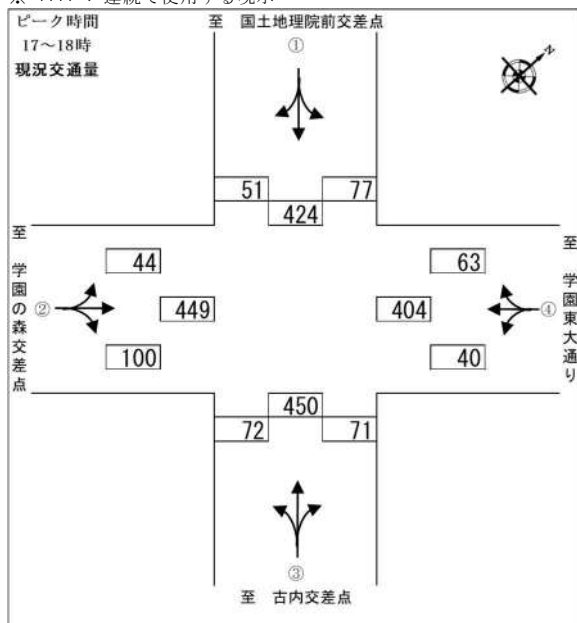 ピーク時間
17～18時
現況交通量
至 国土地理院前交差点
①
N
51
77
424
至 学園の森交差点
②
44
449
100
63
404
40
④
至 学園東大通り
450
72
71
③
至 古内交差点